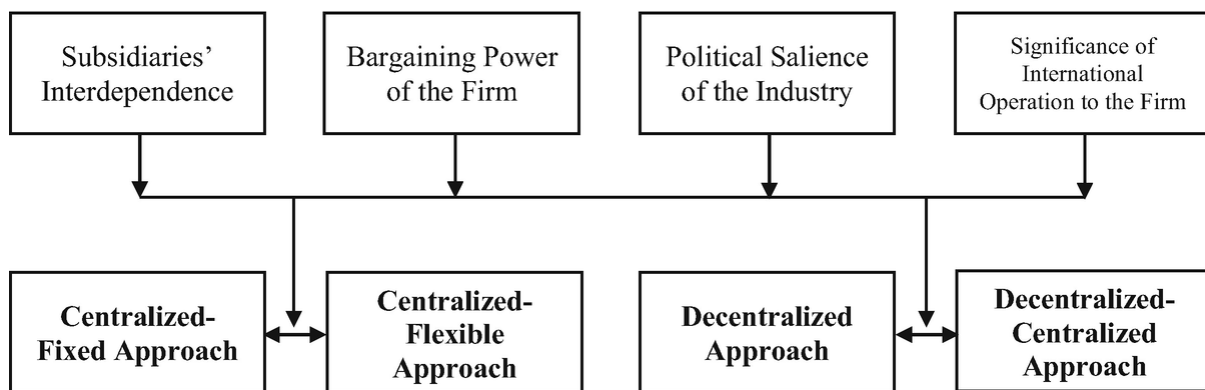 Subsidiaries'
Interdependence
Bargaining Power
of the Firm
Political Salience
of the Industry
Significance of
International
Operation to the Firm
Centralized-
Fixed Approach
Centralized-
Flexible
Approach
Decentralized
Approach
Decentralized-
Centralized
Approach